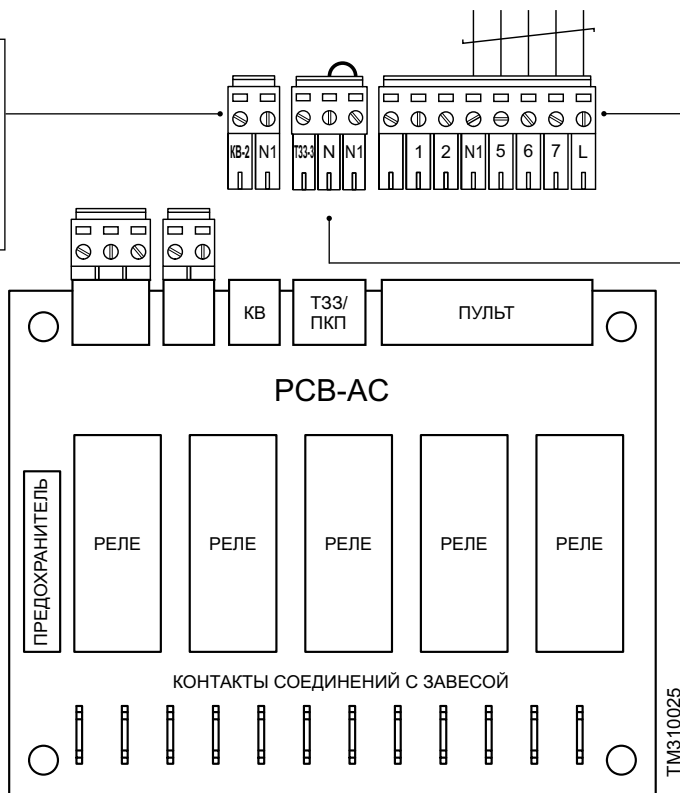 КВ-2 N1 ТЗЗ-3 N N1 1 2 N1 5 6 7 L
КВ
ТЗЗ/
ПКП
ПУЛЬТ
PCB-AC
ПРЕДОХРАНИТЕЛЬ
РЕЛЕ РЕЛЕ РЕЛЕ РЕЛЕ РЕЛЕ
КОНТАКТЫ СОЕДИНЕНИЙ С ЗАВЕСОЙ
TM310025